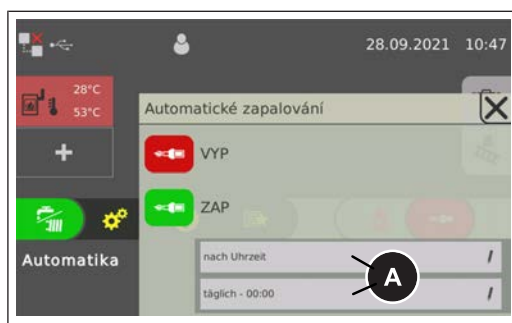 28.09.2021 10:47
28°C
53°C
Automatické zapalování
+
VYP
ZAP
Automatika
nach Uhrzeit
täglich - 00:00
A